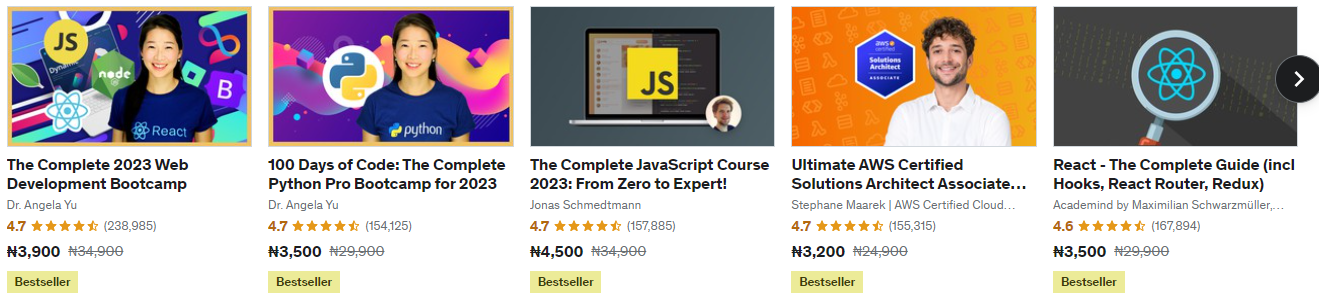 JS
Dynamic
node
B
React
The Complete 2023 Web
Development Bootcamp
Dr. Angela Yu
4.7 (238,985)
₦3,900 ₦34,900
Bestseller
python
100 Days of Code: The Complete
Python Pro Bootcamp for 2023
Dr. Angela Yu
4.7 (154,125)
₦3,500 ₦29,900
Bestseller
JS
The Complete JavaScript Course
2023: From Zero to Expert!
Jonas Schmedtmann
4.7 (157,885)
₦4,500 ₦34,900
Bestseller
aws
certified
Solutions
Architect
ASSOCIATE
Ultimate AWS Certified
Solutions Architect Associate...
Stephane Maarek | AWS Certified Cloud...
4.7 (155,315)
₦3,200 ₦24,900
Bestseller
React - The Complete Guide (incl
Hooks, React Router, Redux)
Academind by Maximilian Schwarzmüller,...
4.6 (167,894)
₦3,500 ₦29,900
Bestseller